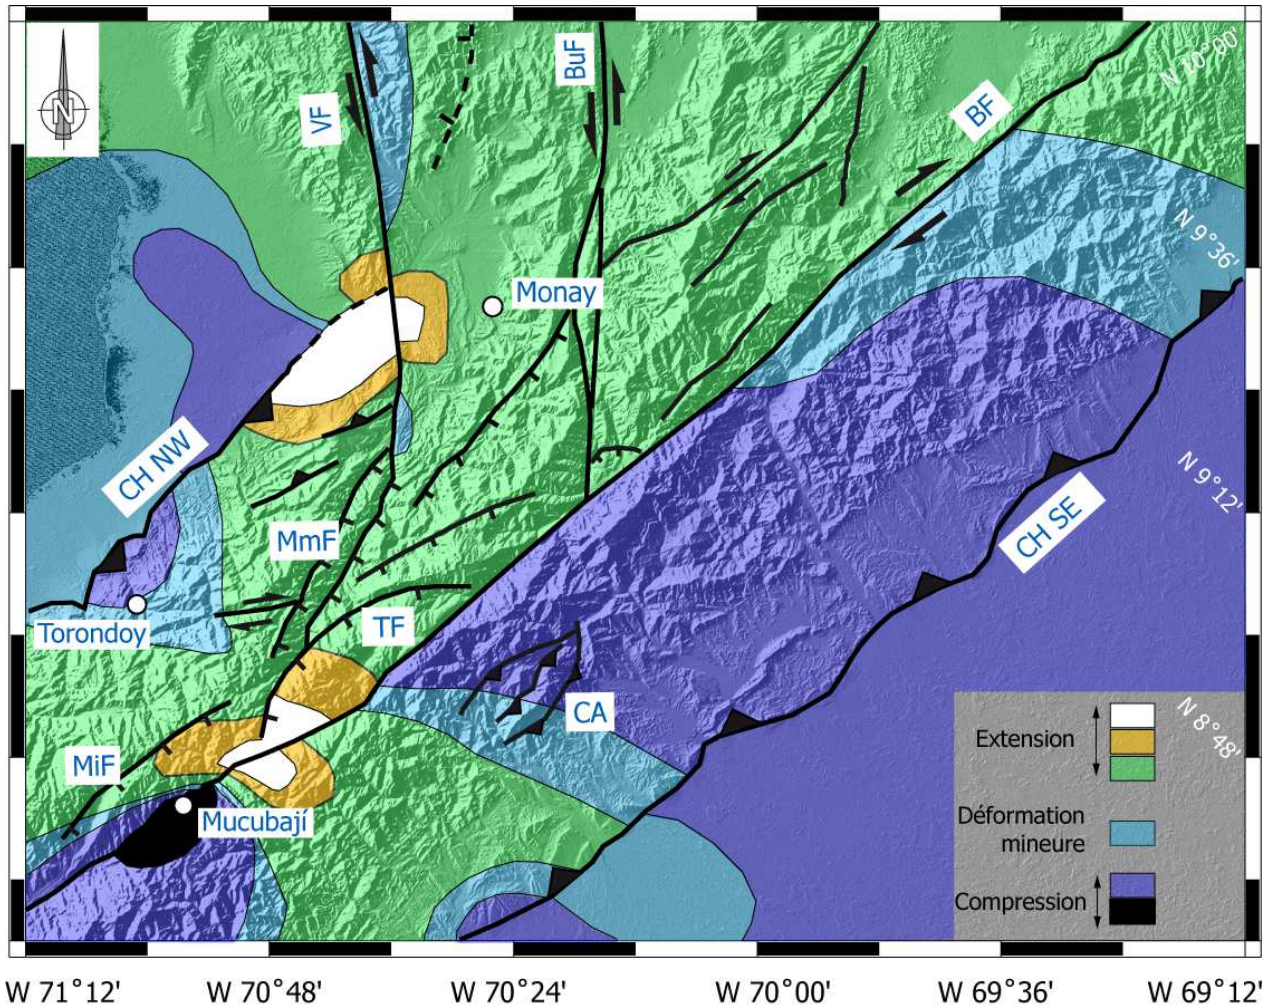 N
VF
BuF
BF
N 10°00'
N 9°36'
Monay
CH NW
N 9°12'
CH SE
MmF
Torondoy
TF
CA
N 8°48'
MiF
Mucubají
Extension
Déformation
mineure
Compression
W 71°12'
W 70°48'
W 70°24'
W 70°00'
W 69°36'
W 69°12'